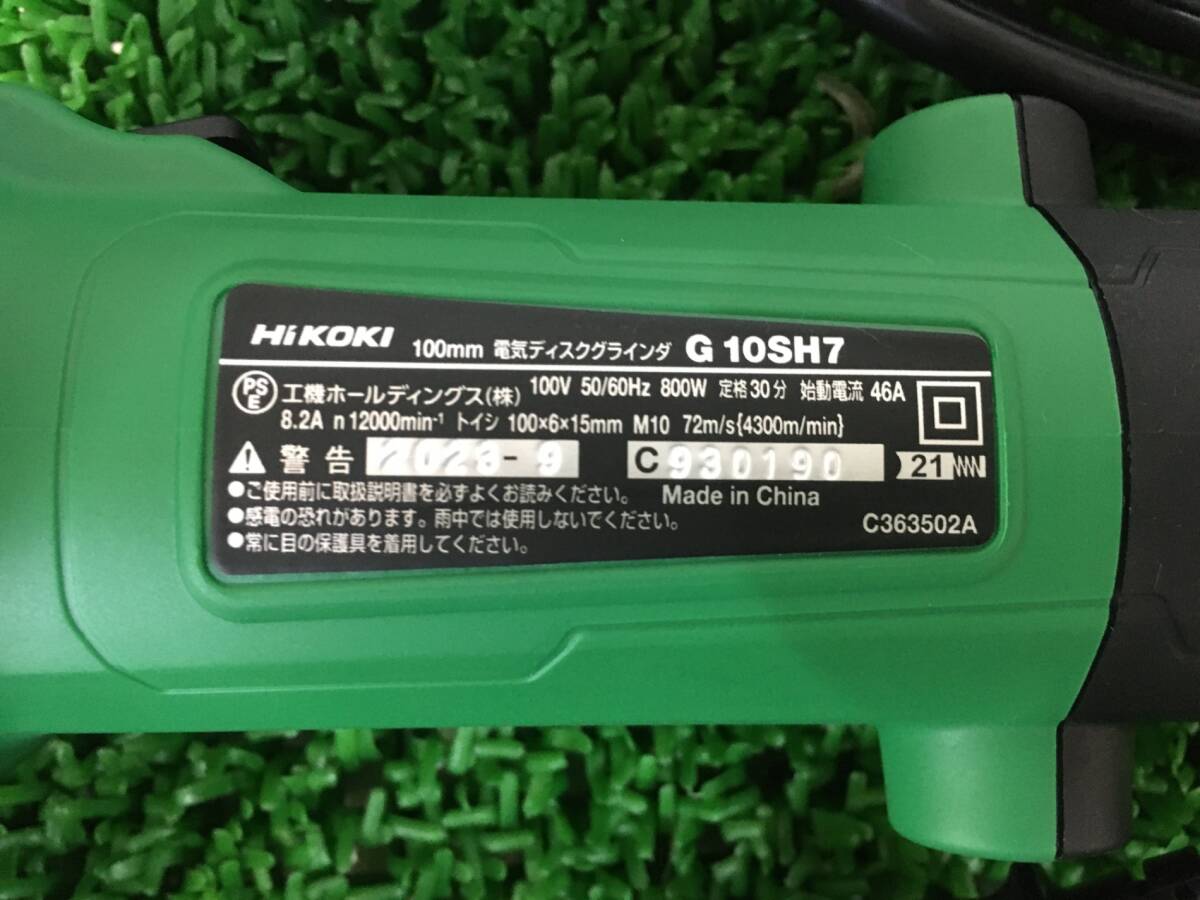 HiKOKI 100mm 電気ディスクグラインダ G 10SH7
PS E 工機ホールディングス(株) 100V 50/60Hz 800W 定格30分 始動電流 46A
8.2A n 12000min⁻¹ トイシ 100×6×15mm M10 72m/s{4300m/min}
警告 2023-9 C930190 21
●ご使用前に取扱説明書を必ずよくお読みください。 Made in China
●感電の恐れがあります。雨中では使用しないでください。 C363502A
●常に目の保護具を着用してください。